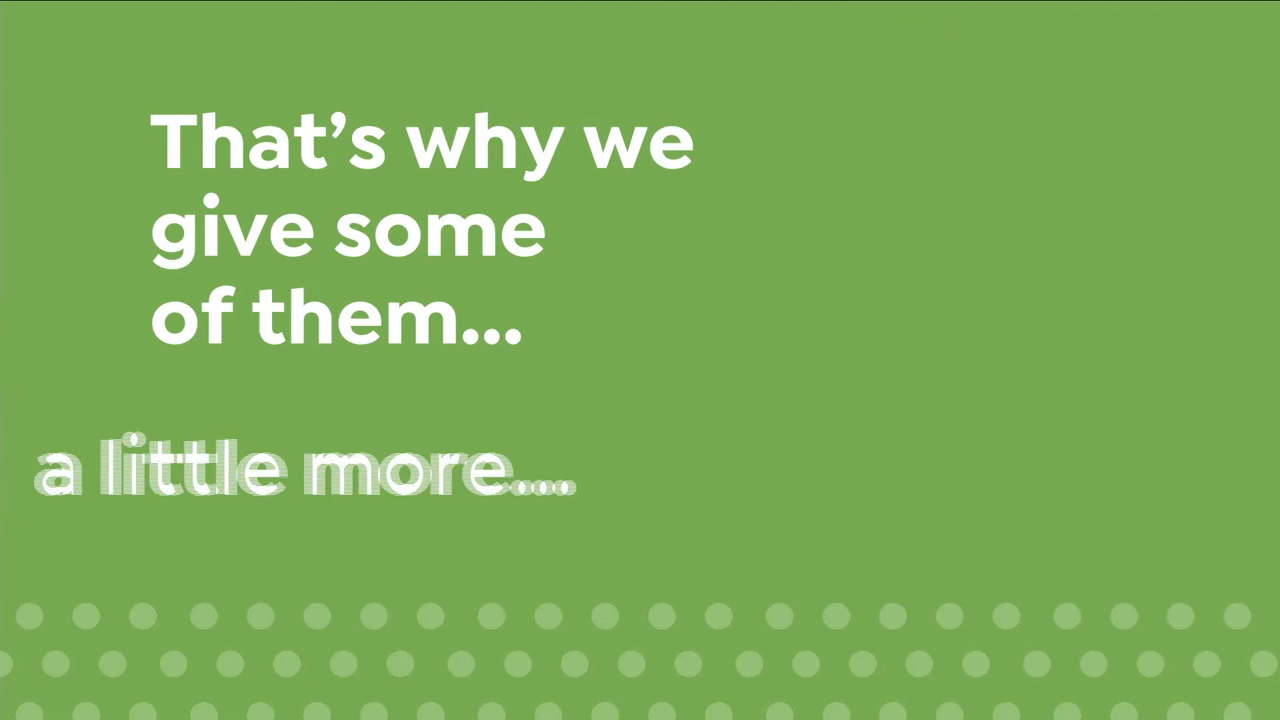 That’s why we
give some
of them...
a little more...